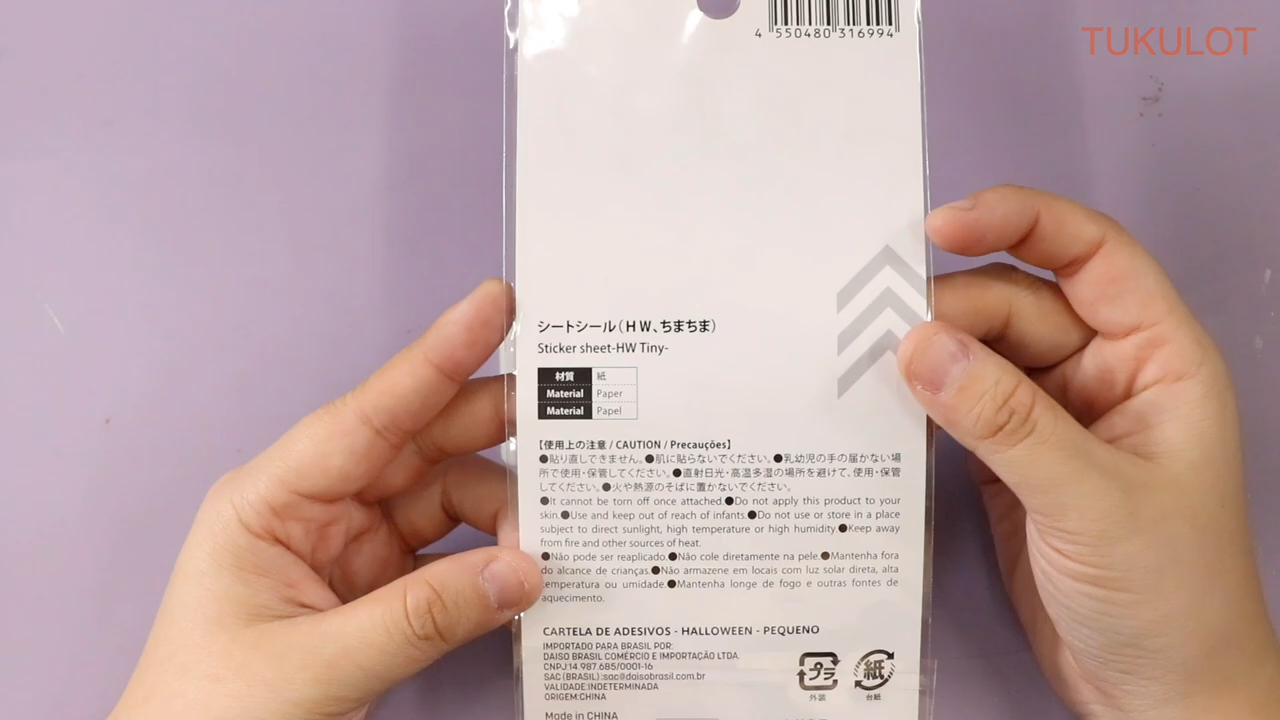 TUKULOT
4 550480 316994
シートシール(HW、ちまちま)
Sticker sheet-HW Tiny-
材質 紙
Material Paper
Material Papel
【使用上の注意 / CAUTION / Precauções】
●貼り直しできません。●肌に貼らないでください。●乳幼児の手の届かない場
所で使用・保管してください。●直射日光・高温多湿の場所を避けて、使用・保管
してください。●火や熱源のそばに置かないでください。
●It cannot be turn off once attached.●Do not apply this product to your
skin.●Use and keep out of reach of infants.●Do not use or store in a place
subject to direct sunlight, high temperature or high humidity.●Keep away
from fire and other sources of heat.
●Não pode ser reaplicado.●Não cole diretamente na pele.●Mantenha fora
do alcance de crianças.●Não armazene em locais com luz solar direta, alta
temperatura ou umidade.●Mantenha longe de fogo e outras fontes de
aquecimento.
CARTELA DE ADESIVOS - HALLOWEEN - PEQUENO
IMPORTADO PARA BRASIL POR:
DAISO BRASIL COMÉRCIO E IMPORTAÇÃO LTDA.
CNPJ:14.987.685/0001-16
SAC (BRASIL) :sac@daisobrasil.com.br
VALIDADE:INDETERMINADA
ORIGEM:CHINA
プラ 紙
外装 台紙
Made in CHINA